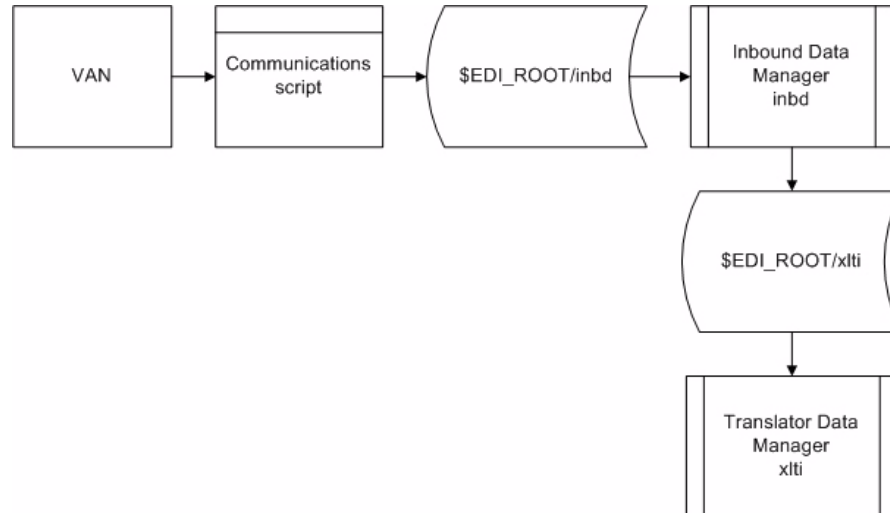 VAN
Communications
script
$EDI_ROOT/inbd
Inbound Data
Manager
inbd
$EDI_ROOT/xlti
Translator Data
Manager
xlti